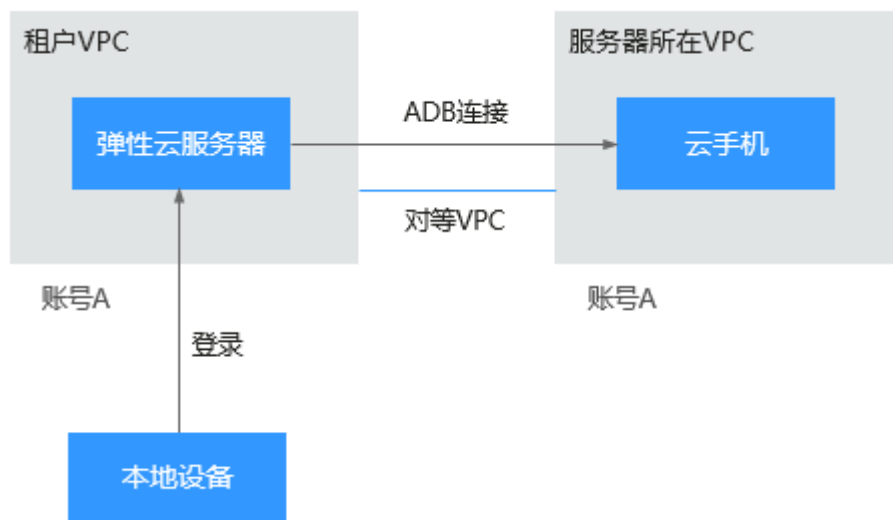 租户VPC
服务器所在VPC
ADB连接
弹性云服务器
云手机
对等VPC
账号A
账号A
登录
本地设备